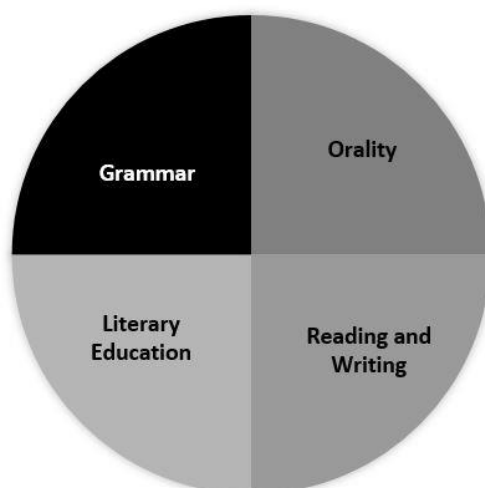 Grammar
Orality
Literary
Education
Reading and
Writing